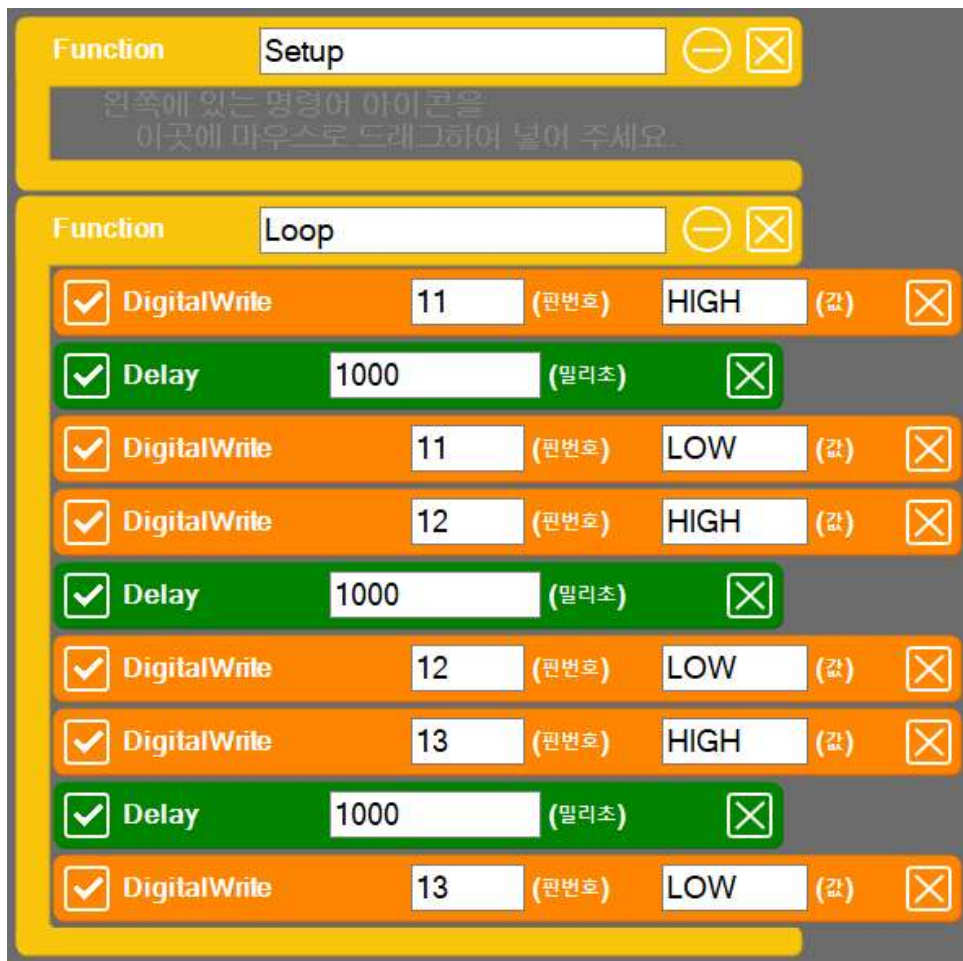 Function Setup
왼쪽에 있는 명령어 아이콘을
이곳에 마우스로 드래그하여 넣어 주세요.
Function Loop
DigitalWrite 11 (핀번호) HIGH (값)
Delay 1000 (밀리초)
DigitalWrite 11 (핀번호) LOW (값)
DigitalWrite 12 (핀번호) HIGH (값)
Delay 1000 (밀리초)
DigitalWrite 12 (핀번호) LOW (값)
DigitalWrite 13 (핀번호) HIGH (값)
Delay 1000 (밀리초)
DigitalWrite 13 (핀번호) LOW (값)